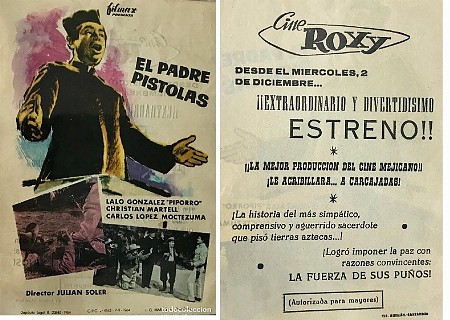 filmax
PRESENTA
EL PADRE
PISTOLAS
LALO GONZALEZ "PIPORRO"
CHRISTIAN MARTELL
CARLOS LOPEZ MOCTEZUMA
Director JULIAN SOLER
todocoleccion
Cine
ROXY
DESDE EL MIERCOLES, 2
DE DICIEMBRE...
¡¡EXTRAORDINARIO Y DIVERTIDISIMO
ESTRENO!!
*
¡¡LA MEJOR PRODUCCION DEL CINE MEJICANO!!
¡LE ACRIBILLARA... A CARCAJADAS!
*
¡La historia del más simpático,
comprensivo y aguerrido sacerdote
que pisó tierras aztecas...!
¡Logró imponer la paz con
razones convincentes:
LA FUERZA DE SUS PUÑOS!
(Autorizada para mayores)